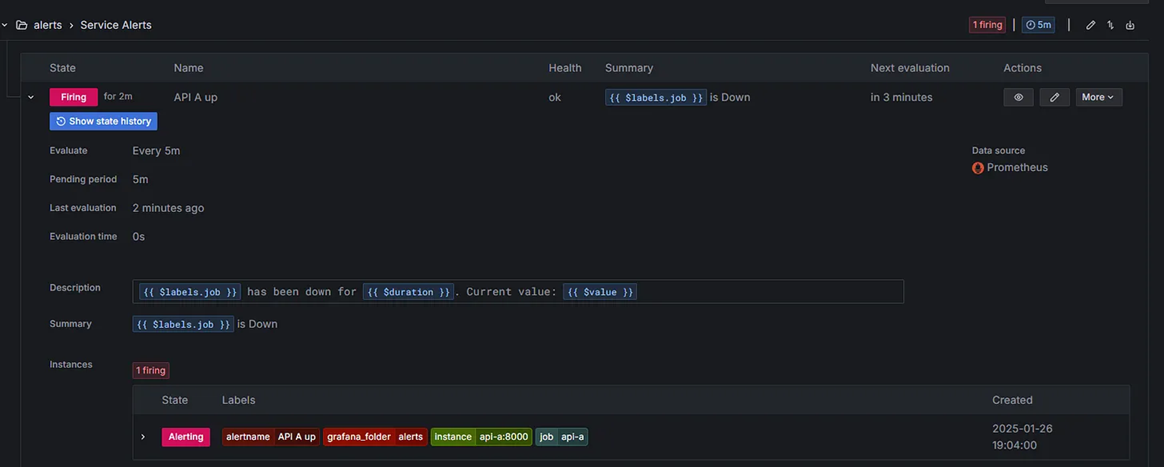 alerts > Service Alerts 1 firing | 5m |
State Name Health Summary Next evaluation Actions
Firing for 2m API A up ok {{ $labels.job }} is Down in 3 minutes More
Show state history
Evaluate Every 5m Data source
Pending period 5m Prometheus
Last evaluation 2 minutes ago
Evaluation time 0s
Description {{ $labels.job }} has been down for {{ $duration }}. Current value: {{ $value }}
Summary {{ $labels.job }} is Down
Instances 1 firing
State Labels Created
Alerting alertname API A up grafana_folder alerts instance api-a:8000 job api-a 2025-01-26
19:04:00